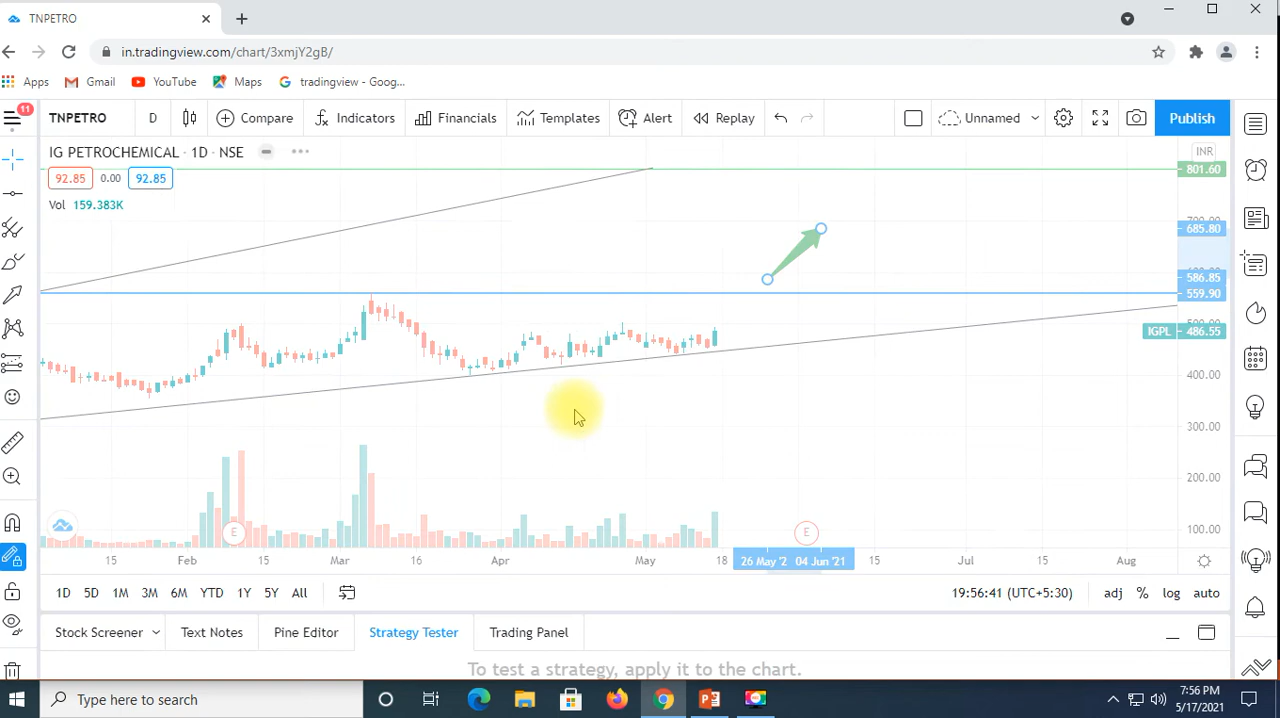 TNPETRO
in.tradingview.com/chart/3xmjY2gB/
Apps Gmail YouTube Maps tradingview - Goog...
11
TNPETRO D Compare Indicators Financials Templates Alert Replay Unnamed Publish
IG PETROCHEMICAL · 1D · NSE
INR
92.85 0.00 92.85
Vol 159.383K
801.60
685.80
586.85
559.90
IGPL 486.55
400.00
300.00
200.00
100.00
E E
15 Feb 15 Mar 16 Apr May 18 26 May '2 04 Jun '21 15 Jul 15 Aug
1D 5D 1M 3M 6M YTD 1Y 5Y All 19:56:41 (UTC+5:30) adj % log auto
Stock Screener Text Notes Pine Editor Strategy Tester Trading Panel
To test a strategy, apply it to the chart.
Type here to search
7:56 PM
5/17/2021